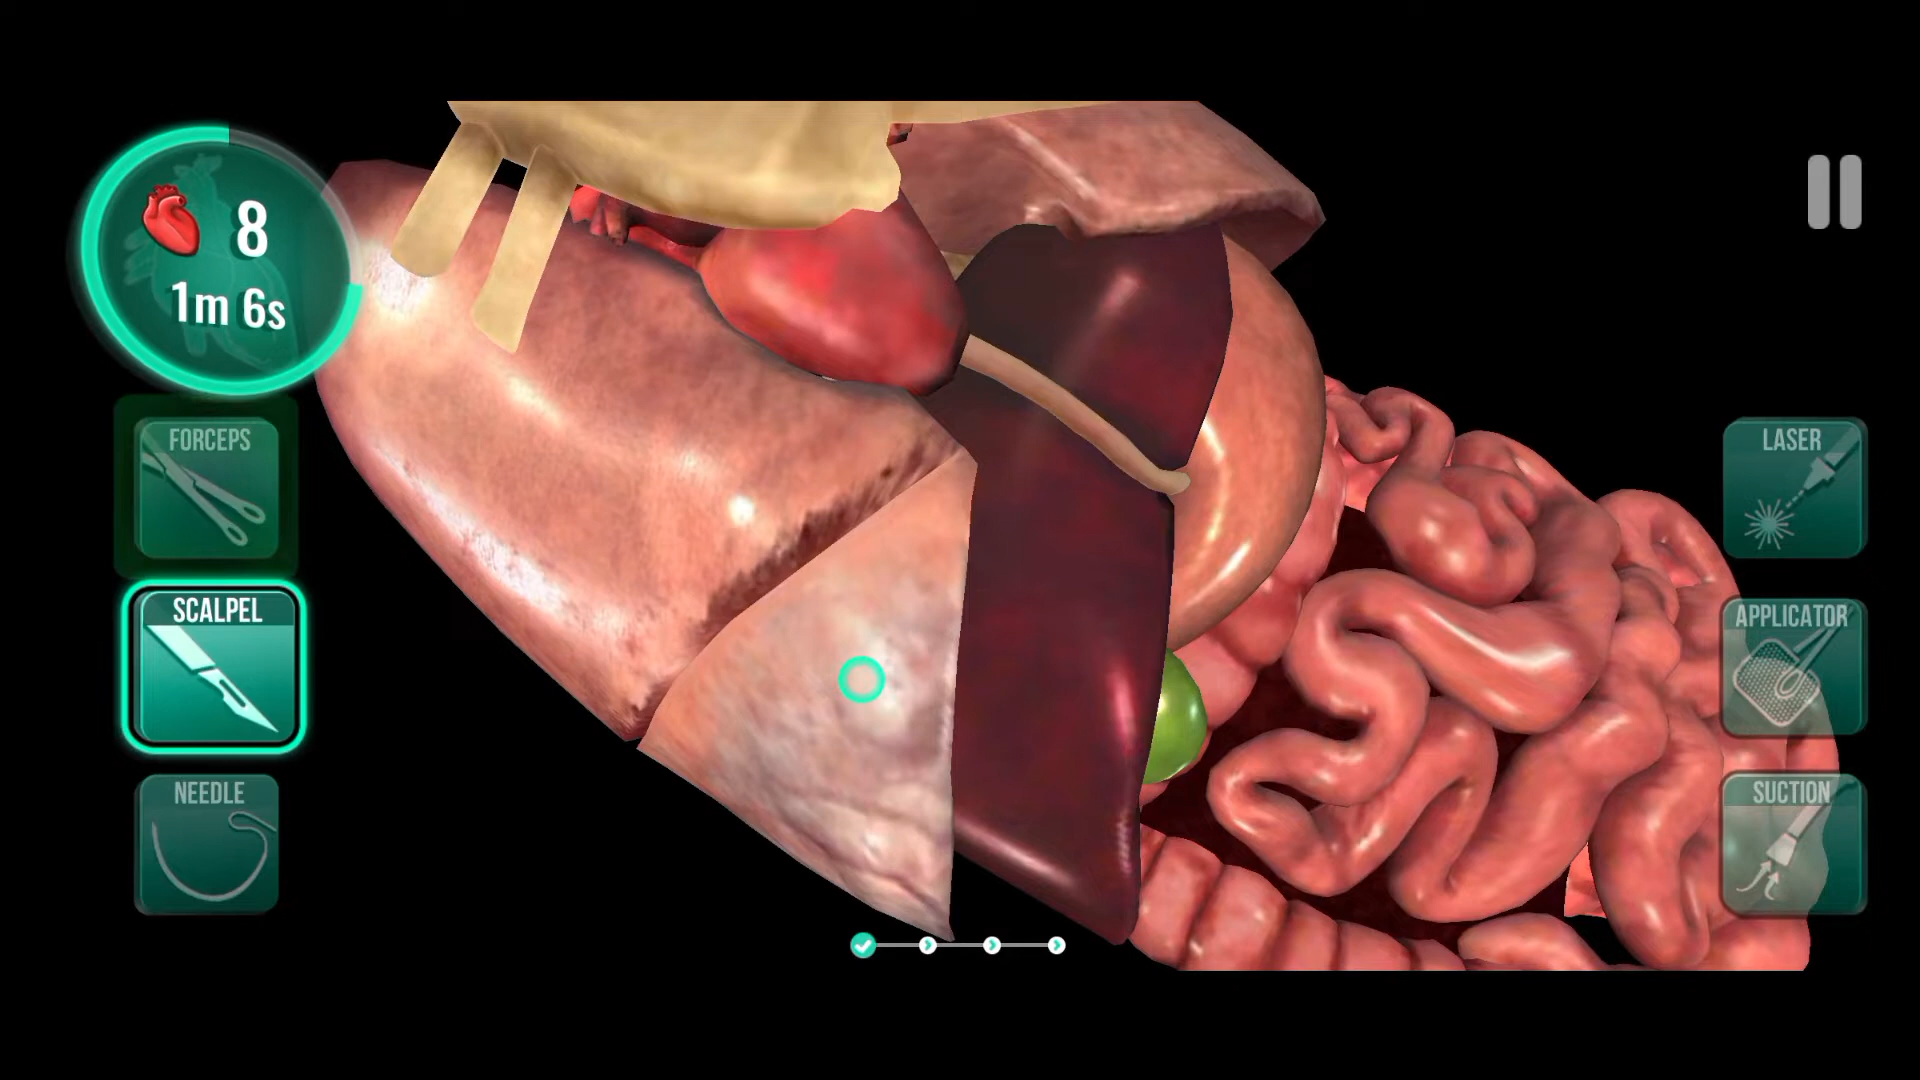 8
1m 6s
FORCEPS
SCALPEL
NEEDLE
LASER
APPLICATOR
SUCTION